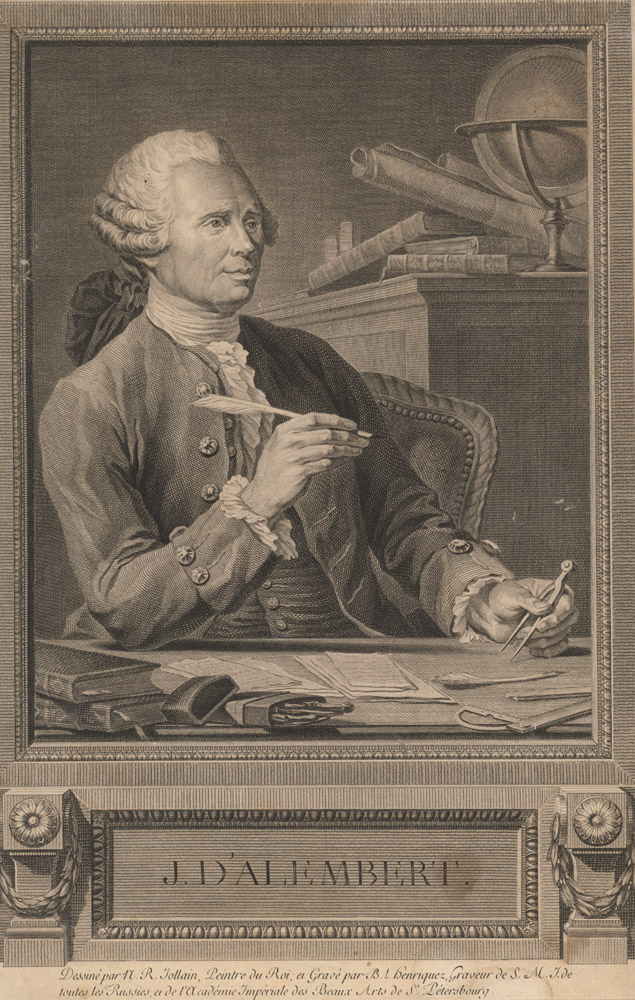 J. D'ALEMBERT.
Dessiné par N. R. Jollain, Peintre du Roi, et Gravé par B. L. Henriquez, Graveur de S. M. I. de
toutes les Russies, et de l'Académie Impériale des Beaux Arts de St. Pétersbourg